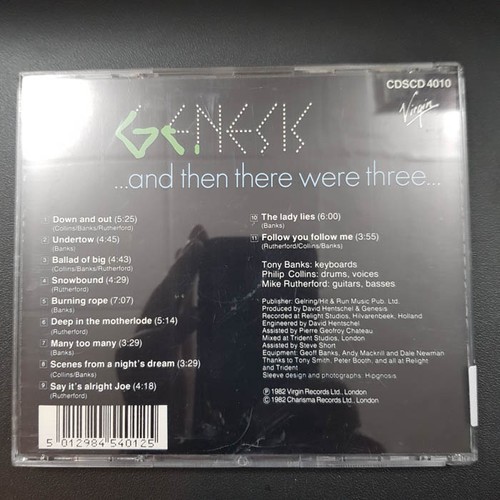 CDSCD 4010
Virgin
GENESIS
...and then there were three...
1 Down and out (5:25)
(Collins/Banks/Rutherford)
2 Undertow (4:45)
(Banks)
3 Ballad of big (4:43)
(Collins/Banks/Rutherford)
4 Snowbound (4:29)
(Rutherford)
5 Burning rope (7:07)
(Banks)
6 Deep in the motherlode (5:14)
(Rutherford)
7 Many too many (3:29)
(Banks)
8 Scenes from a night's dream (3:29)
(Collins/Banks)
9 Say it's alright Joe (4:18)
(Rutherford)
10 The lady lies (6:00)
(Banks)
11 Follow you follow me (3:55)
(Rutherford/Collins/Banks)
Tony Banks: keyboards
Philip Collins: drums, voices
Mike Rutherford: guitars, basses
Publisher: Gelring/Hit & Run Music Pub. Ltd.
Produced by David Hentschel & Genesis
Recorded at Relight Studios, Hilvarenbeek, Holland
Engineered by David Hentschel
Assisted by Pierre Geofroy Chateau
Mixed at Trident Studios, London
Assisted by Steve Short
Equipment: Geoff Banks, Andy Mackrill and Dale Newman
Thanks to Tony Smith, Peter Booth, and all at Relight
and Trident
Sleeve design and photographs: Hipgnosis
℗ 1982 Virgin Records Ltd., London
© 1982 Charisma Records Ltd., London
5 012984 540125